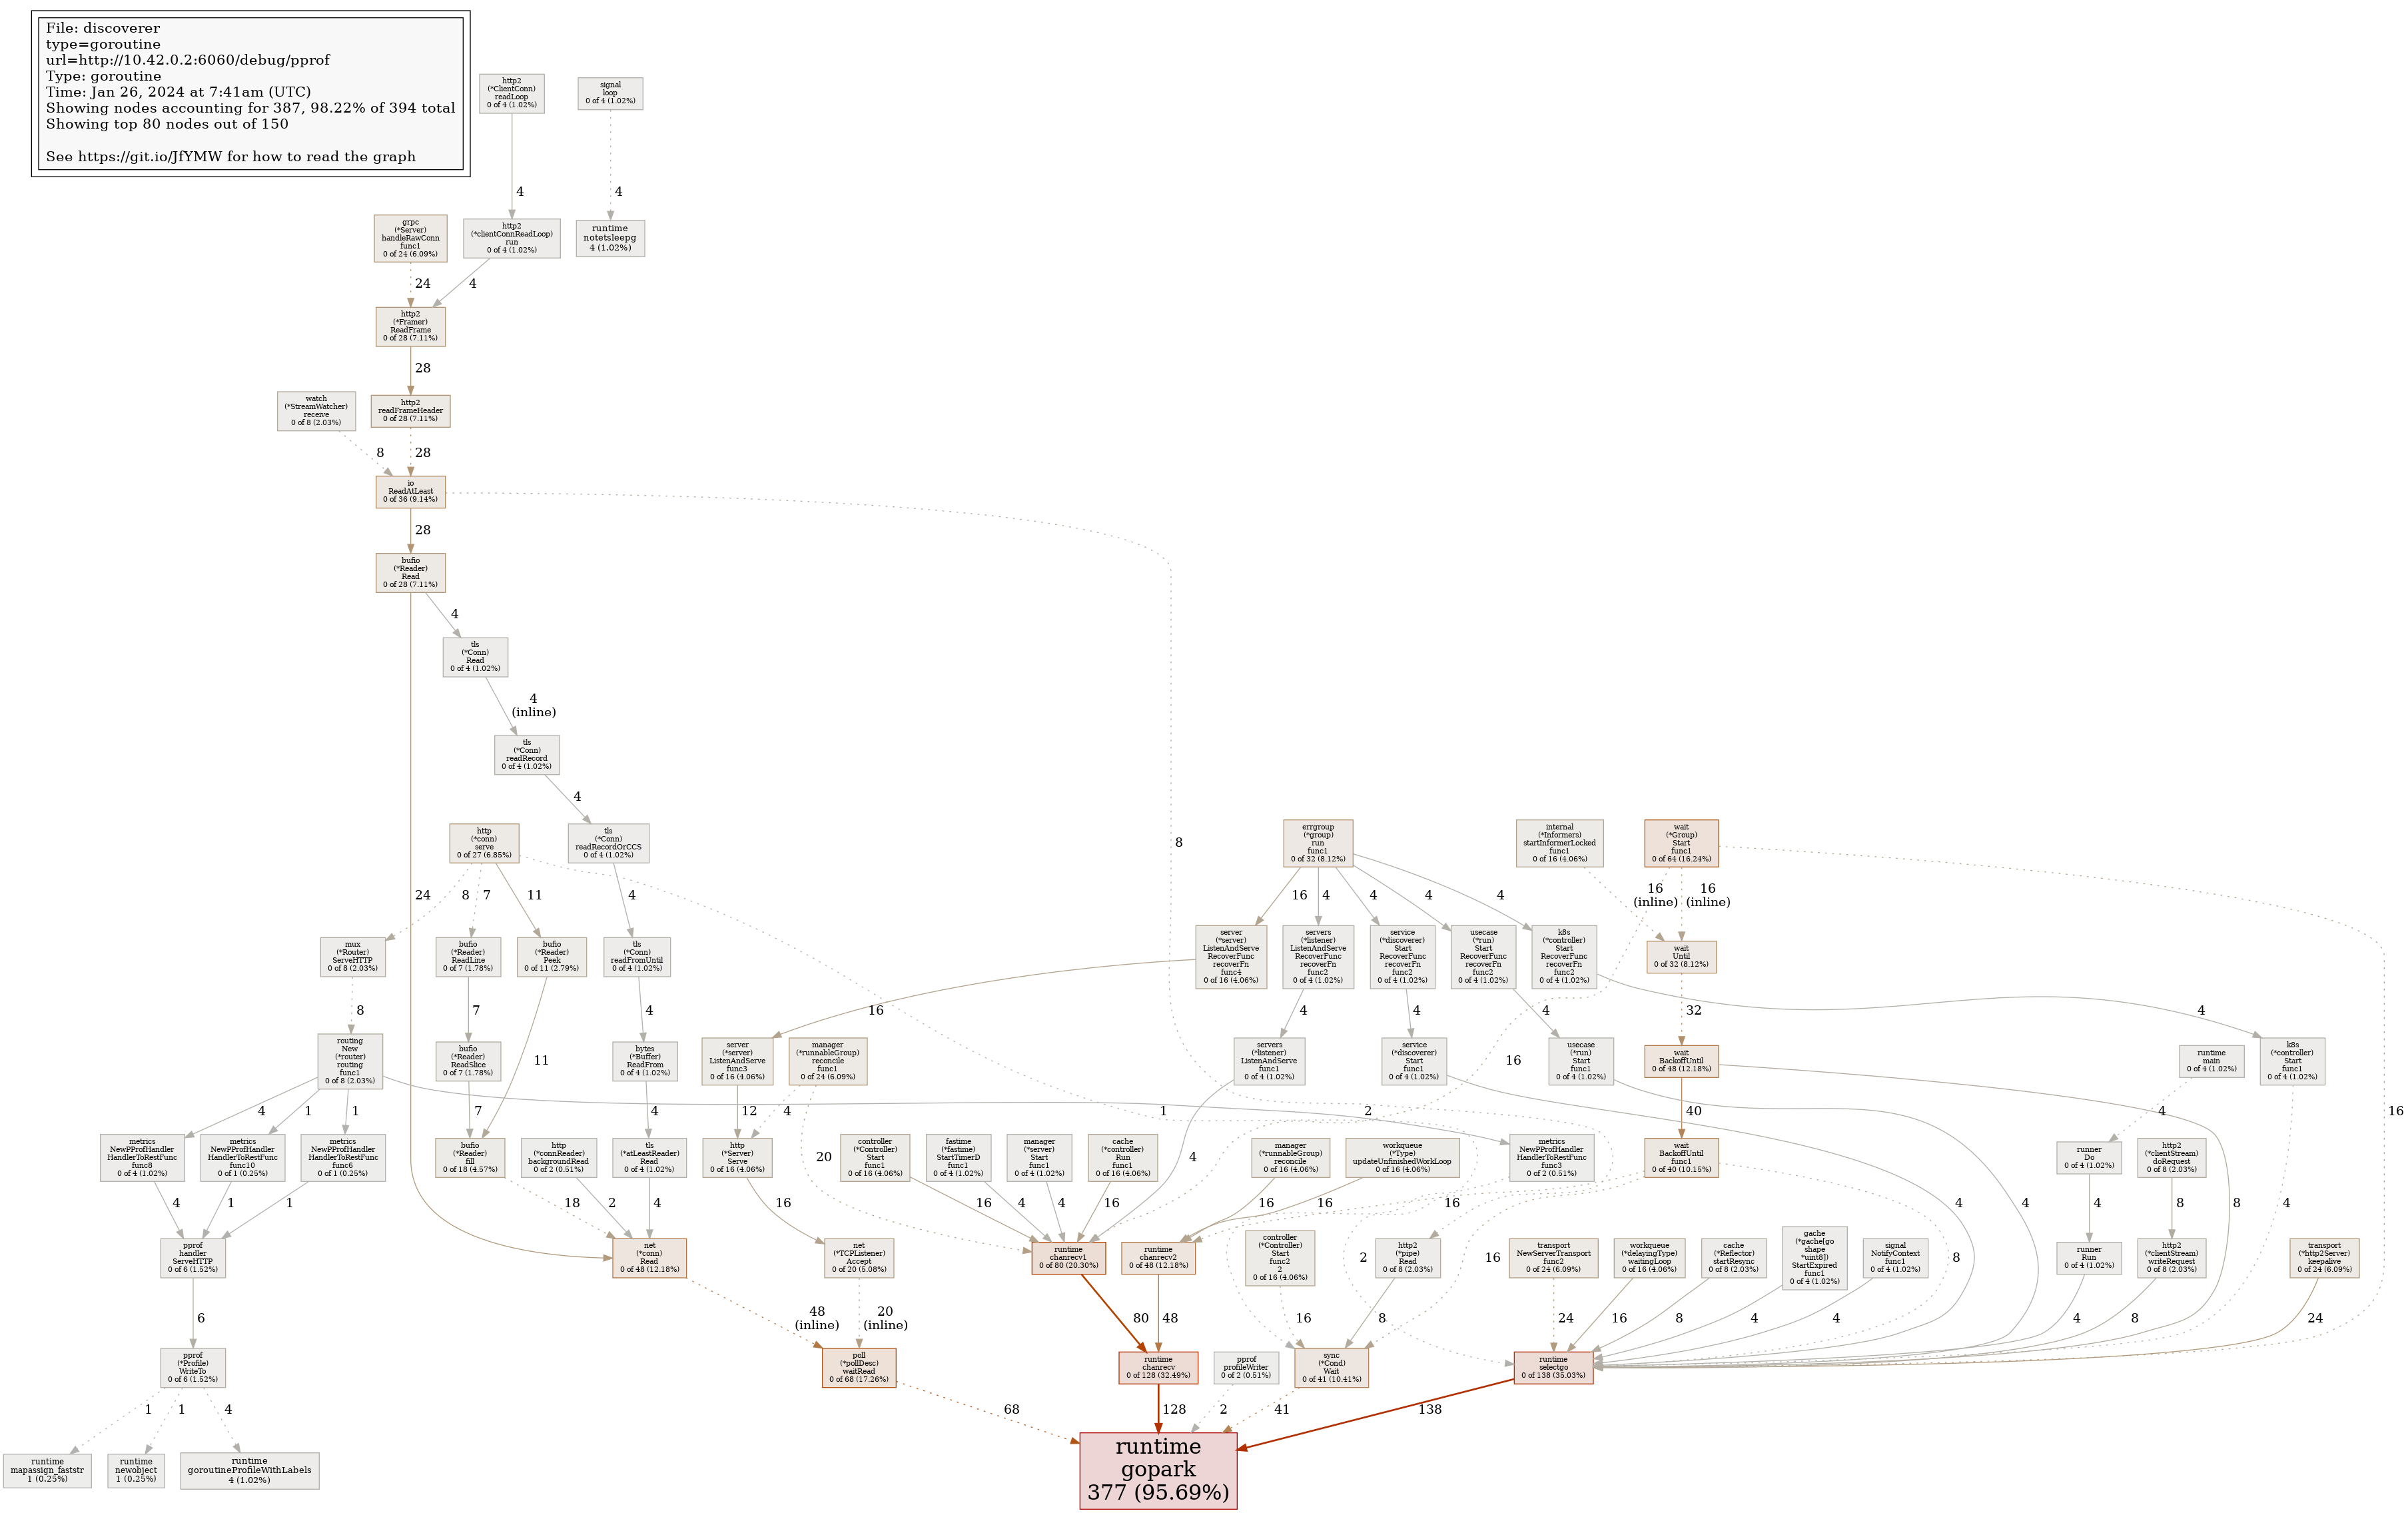 File: discoverer
type=goroutine
url=http://10.42.0.2:6060/debug/pprof
Type: goroutine
Time: Jan 26, 2024 at 7:41am (UTC)
Showing nodes accounting for 387, 98.22% of 394 total
Showing top 80 nodes out of 150
See https://git.io/JfYMW for how to read the graph
http2
(*ClientConn)
readLoop
0 of 4 (1.02%)
signal
loop
0 of 4 (1.02%)
4
4
grpc
(*Server)
handleRawConn
func1
0 of 24 (6.09%)
http2
(*clientConnReadLoop)
run
0 of 4 (1.02%)
runtime
notetsleepg
4 (1.02%)
24
4
http2
(*Framer)
ReadFrame
0 of 28 (7.11%)
28
watch
(*StreamWatcher)
receive
0 of 8 (2.03%)
http2
readFrameHeader
0 of 28 (7.11%)
8
28
io
ReadAtLeast
0 of 36 (9.14%)
28
bufio
(*Reader)
Read
0 of 28 (7.11%)
4
tls
(*Conn)
Read
0 of 4 (1.02%)
4
(inline)
tls
(*Conn)
readRecord
0 of 4 (1.02%)
4
http
(*conn)
serve
0 of 27 (6.85%)
tls
(*Conn)
readRecordOrCCS
0 of 4 (1.02%)
8
errgroup
(*group)
run
func1
0 of 32 (8.12%)
internal
(*Informers)
startInformerLocked
func1
0 of 16 (4.06%)
wait
(*Group)
Start
func1
0 of 64 (16.24%)
24
8
7
11
4
16
4
4
4
4
16
(inline)
16
(inline)
mux
(*Router)
ServeHTTP
0 of 8 (2.03%)
bufio
(*Reader)
ReadLine
0 of 7 (1.78%)
bufio
(*Reader)
Peek
0 of 11 (2.79%)
tls
(*Conn)
readFromUntil
0 of 4 (1.02%)
server
(*server)
ListenAndServe
RecoverFunc
recoverFn
func4
0 of 16 (4.06%)
servers
(*listener)
ListenAndServe
RecoverFunc
recoverFn
func2
0 of 4 (1.02%)
service
(*discoverer)
Start
RecoverFunc
recoverFn
func2
0 of 4 (1.02%)
usecase
(*run)
Start
RecoverFunc
recoverFn
func2
0 of 4 (1.02%)
k8s
(*controller)
Start
RecoverFunc
recoverFn
func2
0 of 4 (1.02%)
wait
Until
0 of 32 (8.12%)
8
7
4
16
4
4
4
32
4
routing
New
(*router)
routing
func1
0 of 8 (2.03%)
bufio
(*Reader)
ReadSlice
0 of 7 (1.78%)
11
bytes
(*Buffer)
ReadFrom
0 of 4 (1.02%)
server
(*server)
ListenAndServe
func3
0 of 16 (4.06%)
manager
(*runnableGroup)
reconcile
func1
0 of 24 (6.09%)
servers
(*listener)
ListenAndServe
func1
0 of 4 (1.02%)
service
(*discoverer)
Start
func1
0 of 4 (1.02%)
16
usecase
(*run)
Start
func1
0 of 4 (1.02%)
wait
BackoffUntil
0 of 48 (12.18%)
runtime
main
0 of 4 (1.02%)
k8s
(*controller)
Start
func1
0 of 4 (1.02%)
4
1
1
7
4
12
4
1
2
40
4
16
metrics
NewPProfHandler
HandlerToRestFunc
func8
0 of 4 (1.02%)
metrics
NewPProfHandler
HandlerToRestFunc
func10
0 of 1 (0.25%)
metrics
NewPProfHandler
HandlerToRestFunc
func6
0 of 1 (0.25%)
bufio
(*Reader)
fill
0 of 18 (4.57%)
http
(*connReader)
backgroundRead
0 of 2 (0.51%)
tls
(*atLeastReader)
Read
0 of 4 (1.02%)
http
(*Server)
Serve
0 of 16 (4.06%)
20
controller
(*Controller)
Start
func1
0 of 16 (4.06%)
fastime
(*fastime)
StartTimerD
func1
0 of 4 (1.02%)
manager
(*server)
Start
func1
0 of 4 (1.02%)
cache
(*controller)
Run
func1
0 of 16 (4.06%)
4
manager
(*runnableGroup)
reconcile
0 of 16 (4.06%)
workqueue
(*Type)
updateUnfinishedWorkLoop
0 of 16 (4.06%)
metrics
NewPProfHandler
HandlerToRestFunc
func3
0 of 2 (0.51%)
wait
BackoffUntil
func1
0 of 40 (10.15%)
runner
Do
0 of 4 (1.02%)
http2
(*clientStream)
doRequest
0 of 8 (2.03%)
4
1
1
18
2
4
16
16
4
4
16
16
16
16
4
4
8
4
8
4
pprof
handler
ServeHTTP
0 of 6 (1.52%)
net
(*conn)
Read
0 of 48 (12.18%)
net
(*TCPListener)
Accept
0 of 20 (5.08%)
runtime
chanrecv1
0 of 80 (20.30%)
runtime
chanrecv2
0 of 48 (12.18%)
controller
(*Controller)
Start
func2
2
0 of 16 (4.06%)
2
http2
(*pipe)
Read
0 of 8 (2.03%)
16
transport
NewServerTransport
func2
0 of 24 (6.09%)
workqueue
(*delayingType)
waitingLoop
0 of 16 (4.06%)
cache
(*Reflector)
startResync
0 of 8 (2.03%)
gache
(*gache[go
shape
*uint8])
StartExpired
func1
0 of 4 (1.02%)
signal
NotifyContext
func1
0 of 4 (1.02%)
8
runner
Run
0 of 4 (1.02%)
http2
(*clientStream)
writeRequest
0 of 8 (2.03%)
transport
(*http2Server)
keepalive
0 of 24 (6.09%)
6
48
(inline)
20
(inline)
80
48
16
8
24
16
8
4
4
4
8
24
pprof
(*Profile)
WriteTo
0 of 6 (1.52%)
poll
(*pollDesc)
waitRead
0 of 68 (17.26%)
runtime
chanrecv
0 of 128 (32.49%)
pprof
profileWriter
0 of 2 (0.51%)
sync
(*Cond)
Wait
0 of 41 (10.41%)
runtime
selectgo
0 of 138 (35.03%)
1
1
4
68
128
2
41
138
runtime
mapassign_faststr
1 (0.25%)
runtime
newobject
1 (0.25%)
runtime
goroutineProfileWithLabels
4 (1.02%)
runtime
gopark
377 (95.69%)